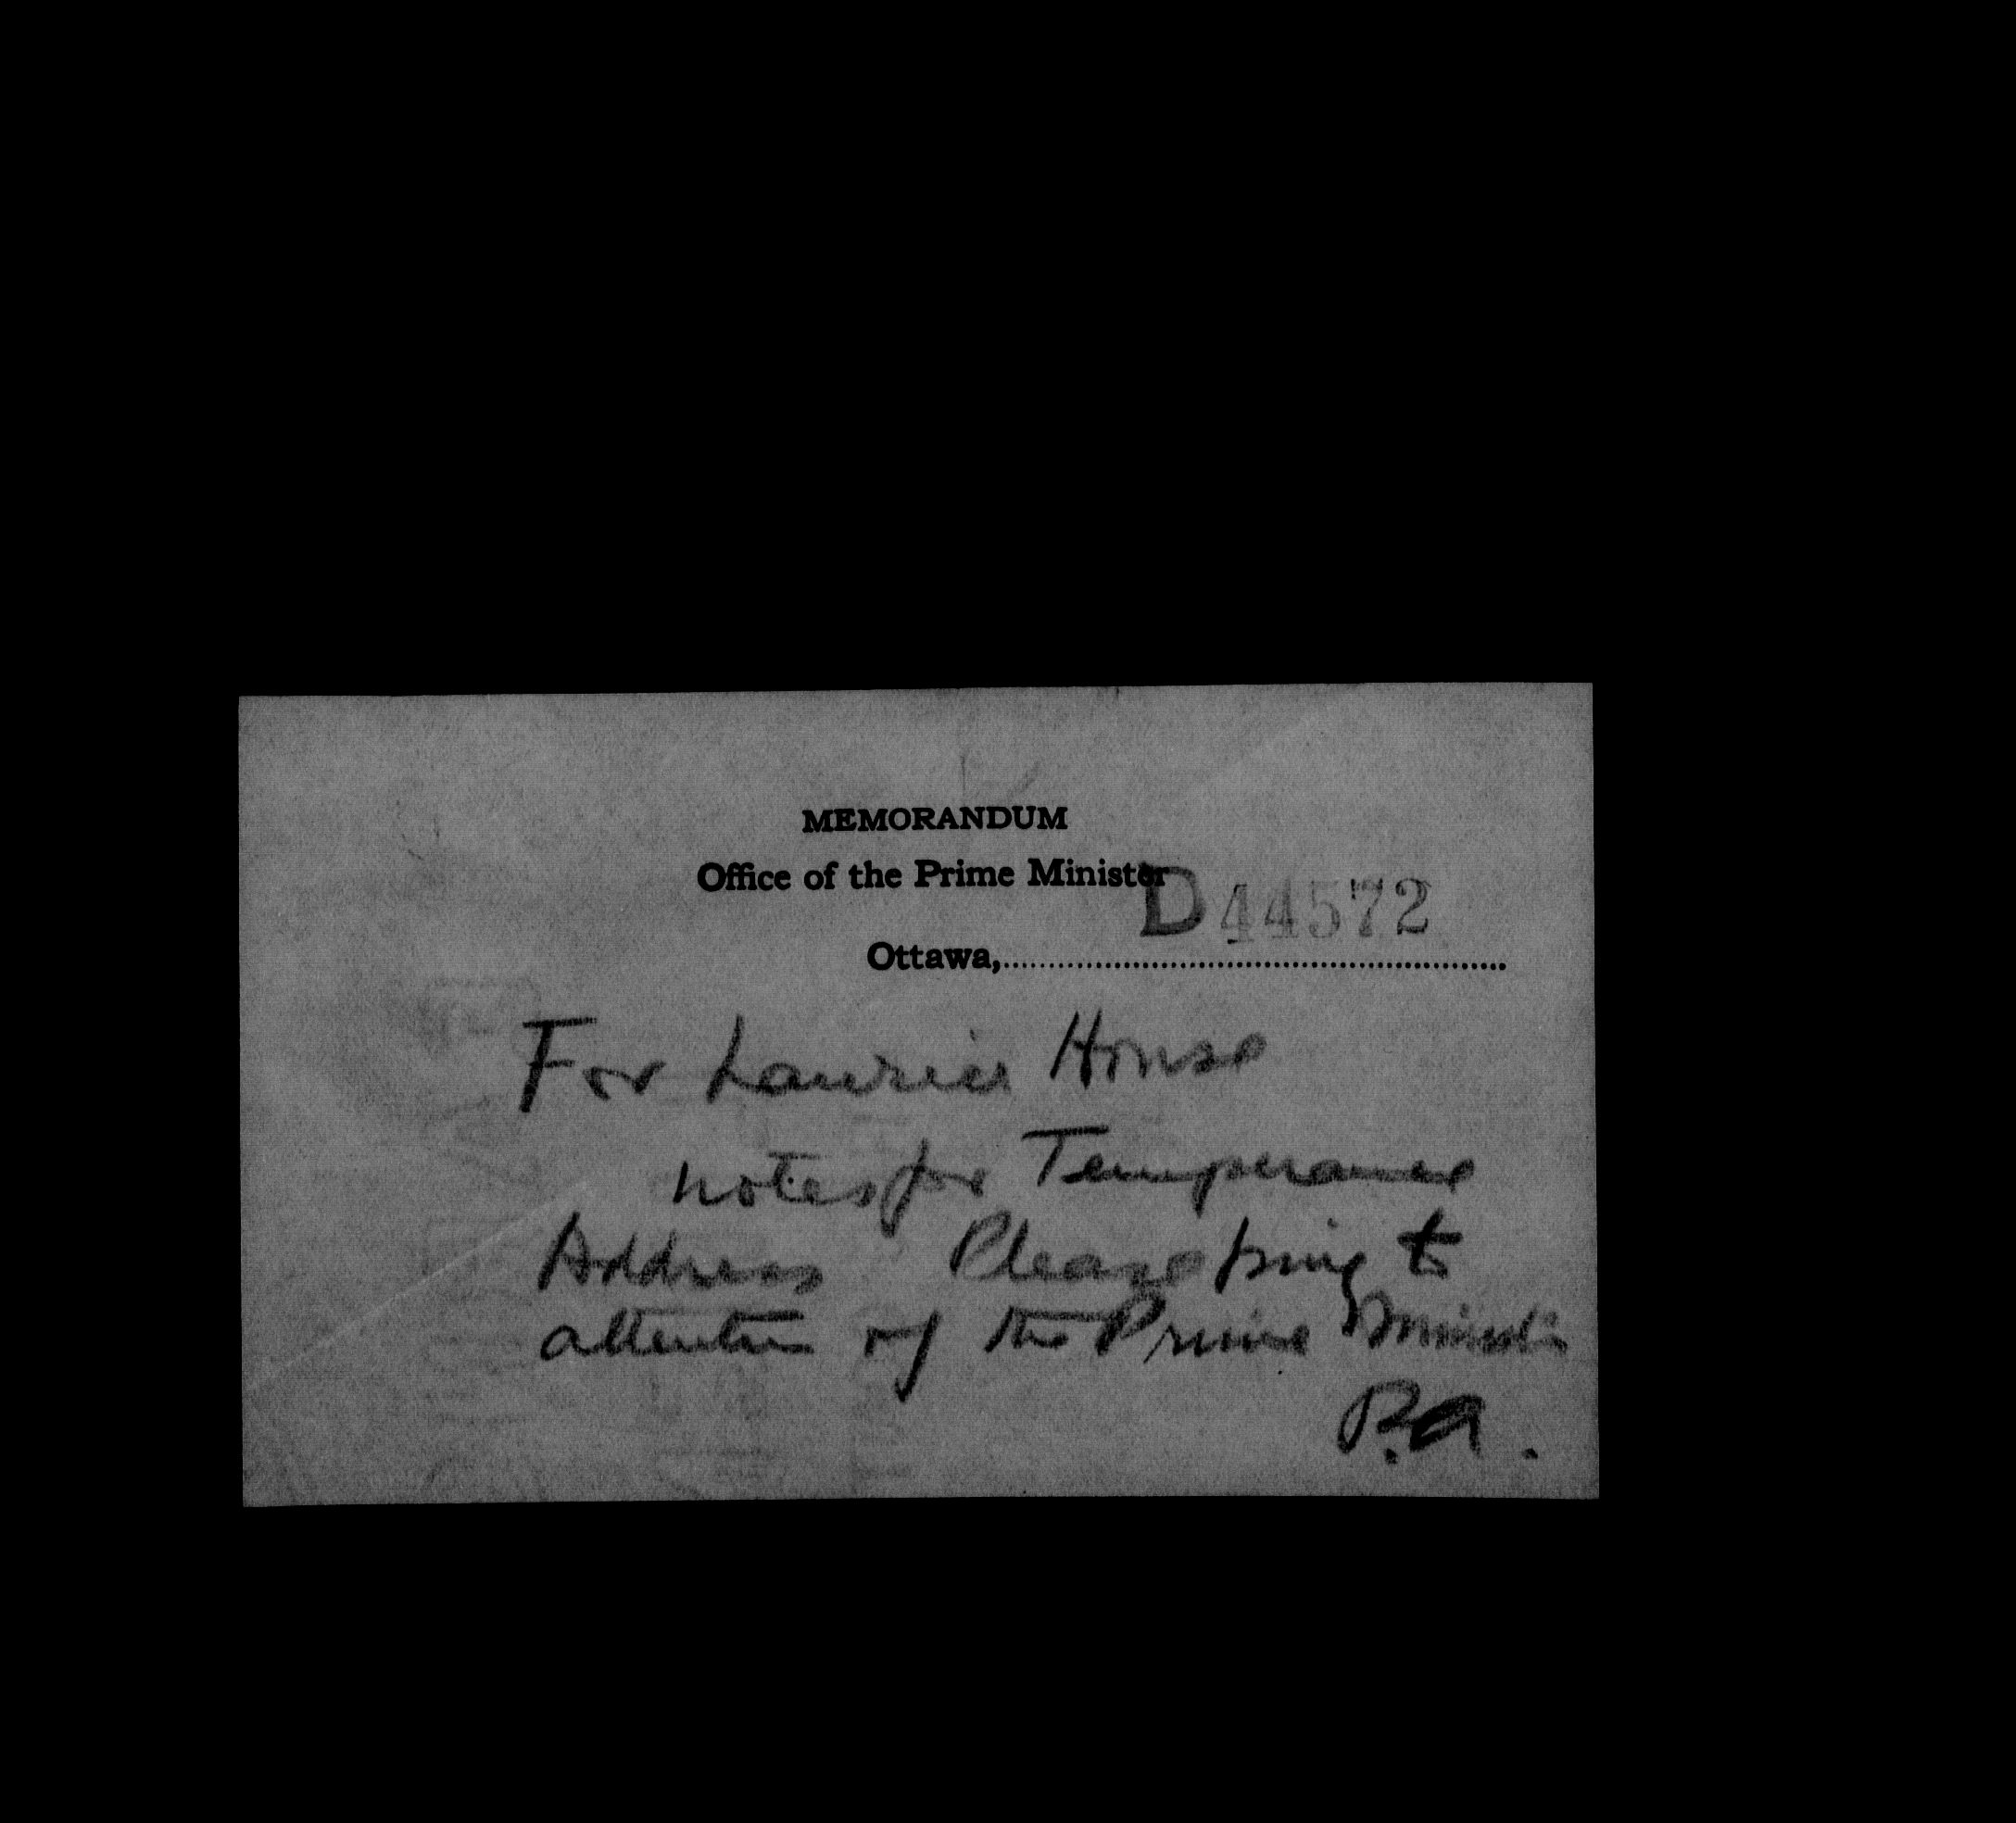 MEMORANDUM
Office of the Prime Minister
D 44572
Ottawa,
For Laurier House
notes for Temperance
Address Please bring to
attention of the Prime Minister
P.A.